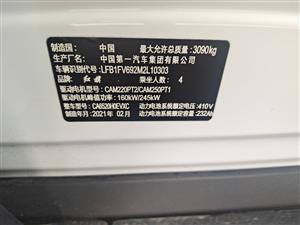 制造国：中国 最大允许总质量：3090kg
生产厂名：中国第一汽车集团有限公司
车辆识别代号：LFB1FV692M2L10303
品牌：红旗 乘坐人数：4
驱动电机型号：CAM220PT2/CAM250PT1
驱动电机峰值功率：160kW/245kW
整车型号：CA6520H0EVXC 动力电池系统额定电压：410V
制造年月：2021年02月 动力电池系统额定容量：232Ah